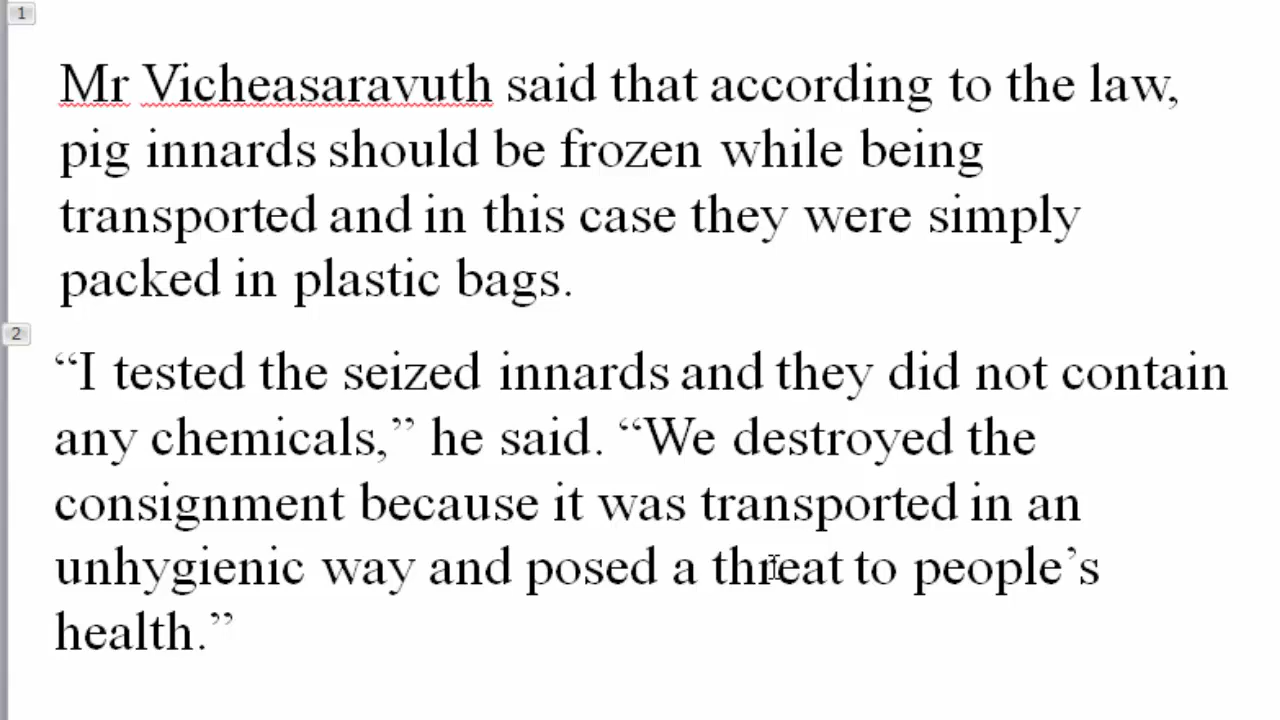 1
Mr Vicheasaravuth said that according to the law,
pig innards should be frozen while being
transported and in this case they were simply
packed in plastic bags.
2
“I tested the seized innards and they did not contain
any chemicals,” he said. “We destroyed the
consignment because it was transported in an
unhygienic way and posed a threat to people’s
health.”